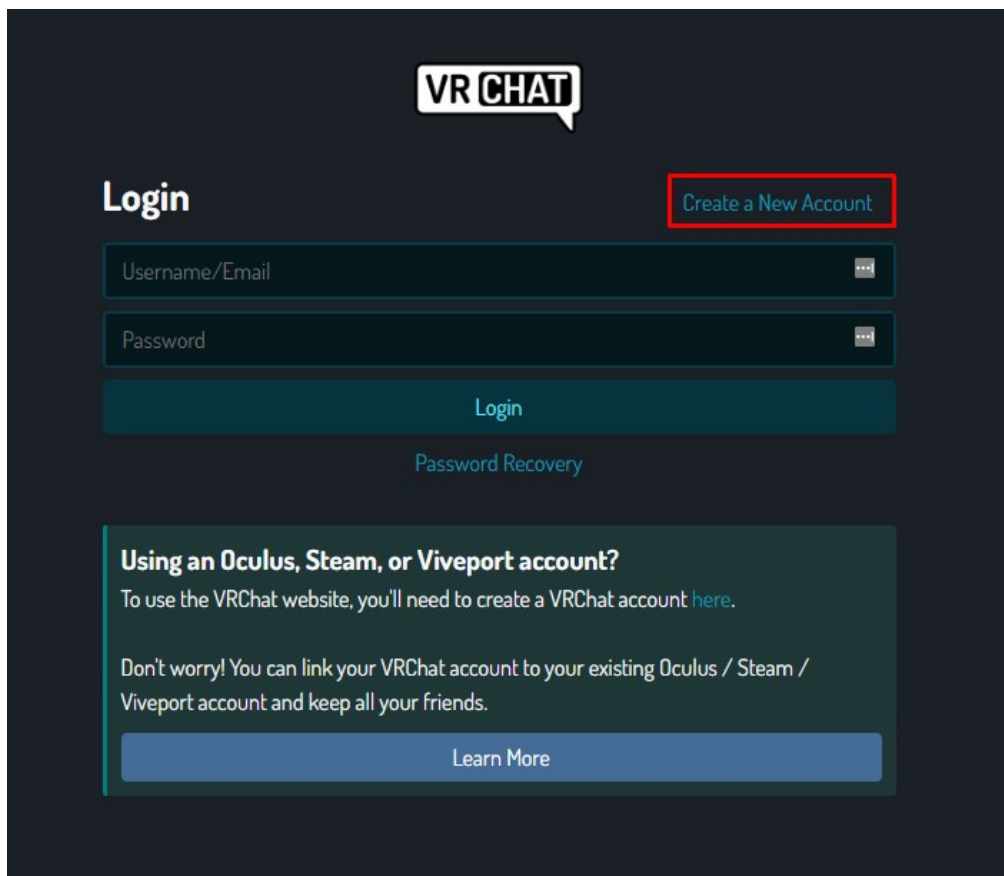 VR CHAT
Login
Create a New Account
Username/Email
Password
Login
Password Recovery
Using an Oculus, Steam, or Viveport account?
To use the VRChat website, you'll need to create a VRChat account here.
Don't worry! You can link your VRChat account to your existing Oculus / Steam /
Viveport account and keep all your friends.
Learn More